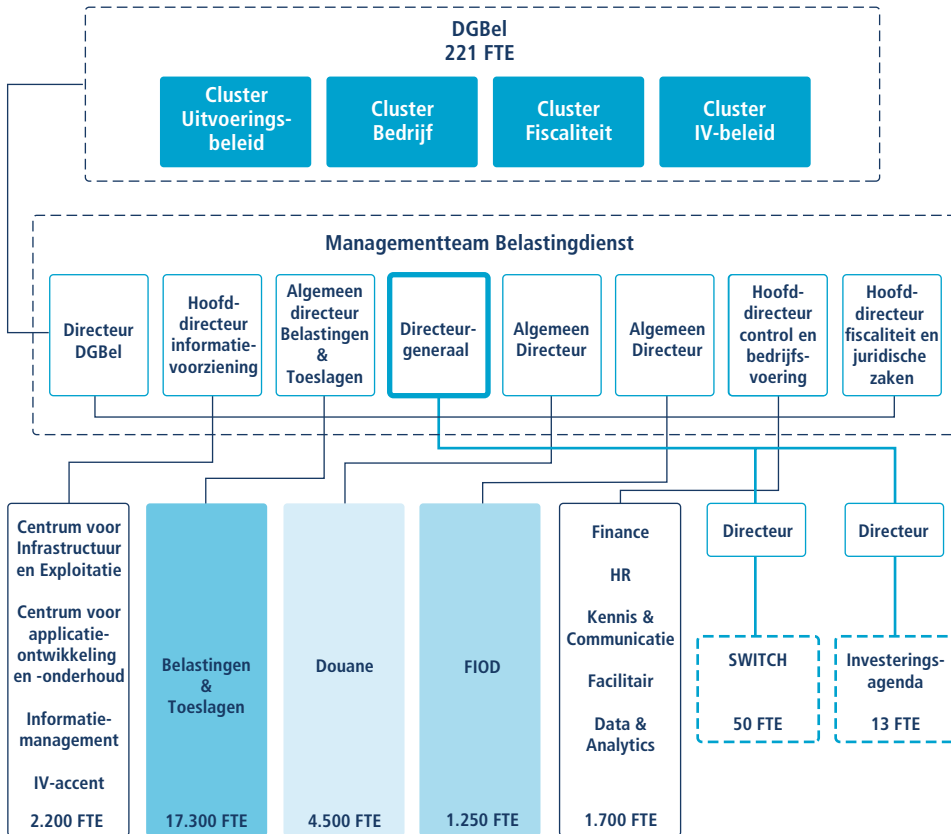 DGBel
221 FTE
Cluster
Uitvoerings-
beleid
Cluster
Bedrijf
Cluster
Fiscaliteit
Cluster
IV-beleid
Managementteam Belastingdienst
Directeur
DGBel
Hoofd-
directeur
informatie-
voorziening
Algemeen
directeur
Belastingen
&
Toeslagen
Directeur-
generaal
Algemeen
Directeur
Algemeen
Directeur
Hoofd-
directeur
control en
bedrijfs-
voering
Hoofd-
directeur
fiscaliteit en
juridische
zaken
Centrum voor
Infrastructuur
en Exploitatie
Centrum voor
applicatie-
ontwikkeling
en -onderhoud
Informatie-
management
IV-accent
2.200 FTE
Belastingen
&
Toeslagen
17.300 FTE
Douane
4.500 FTE
FIOD
1.250 FTE
Finance
HR
Kennis &
Communicatie
Facilitair
Data &
Analytics
1.700 FTE
Directeur
SWITCH
50 FTE
Directeur
Investerings-
agenda
13 FTE